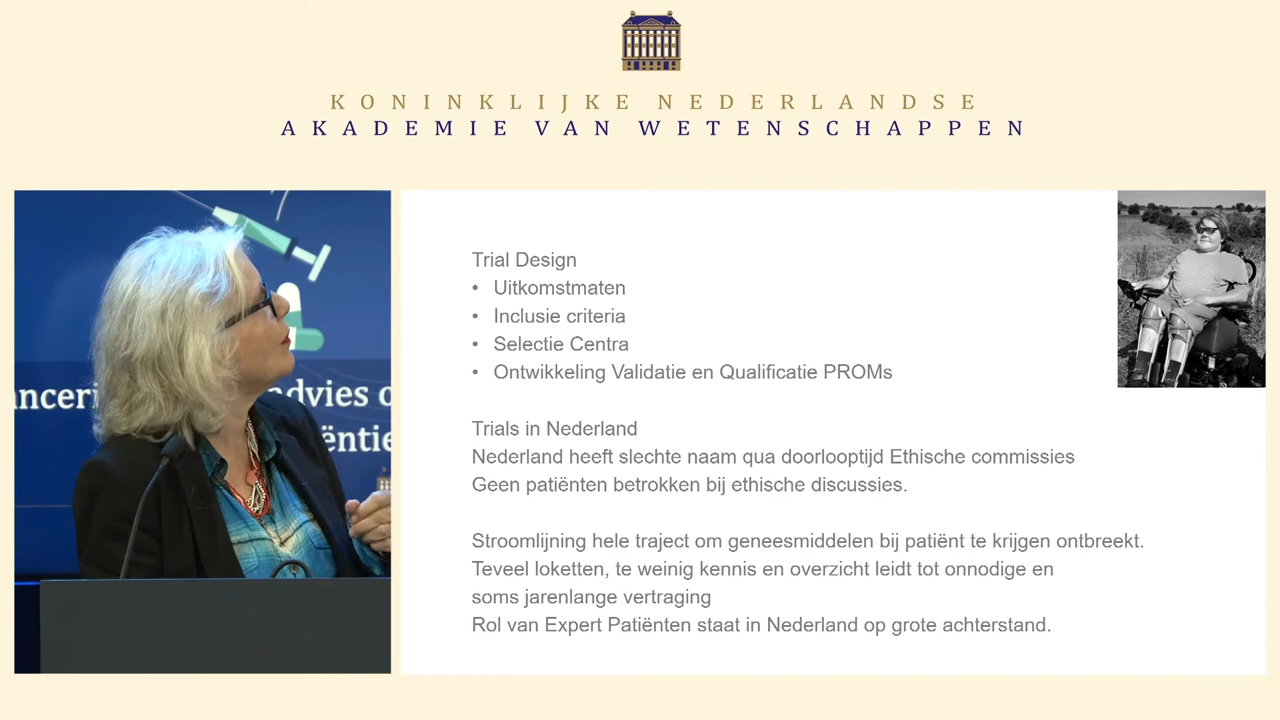 KONINKLIJKE NEDERLANDSE
AKADEMIE VAN WETENSCHAPPEN
advies
Trial Design
• Uitkomstmaten
• Inclusie criteria
• Selectie Centra
• Ontwikkeling Validatie en Qualificatie PROMs
Trials in Nederland
Nederland heeft slechte naam qua doorlooptijd Ethische commissies
Geen patiënten betrokken bij ethische discussies.
Stroomlijning hele traject om geneesmiddelen bij patiënt te krijgen ontbreekt.
Teveel loketten, te weinig kennis en overzicht leidt tot onnodige en
soms jarenlange vertraging
Rol van Expert Patiënten staat in Nederland op grote achterstand.